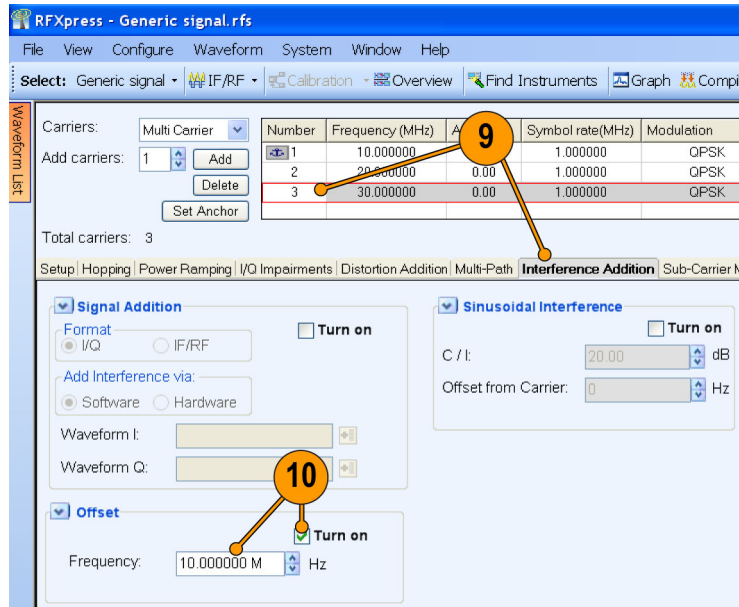 RFXpress - Generic signal.rfs
File View Configure Waveform System Window Help
Select: Generic signal IF/RF Calibration Overview Find Instruments Graph Compi
Waveform List
Carriers: Multi Carrier
Add carriers: 1 Add
Delete
Set Anchor
Total carriers: 3
Number Frequency (MHz) A 9 Symbol rate(MHz) Modulation
1 10.000000 1.000000 QPSK
2 20.000000 0.00 1.000000 QPSK
3 30.000000 0.00 1.000000 QPSK
Setup Hopping Power Ramping I/Q Impairments Distortion Addition Multi-Path Interference Addition Sub-Carrier M
Signal Addition
Format
I/Q IF/RF
Turn on
Add Interference via:
Software Hardware
Waveform I:
Waveform Q:
10
Offset
Turn on
Frequency: 10.000000 M Hz
Sinusoidal Interference
Turn on
C / I: 20.00 dB
Offset from Carrier: 0 Hz